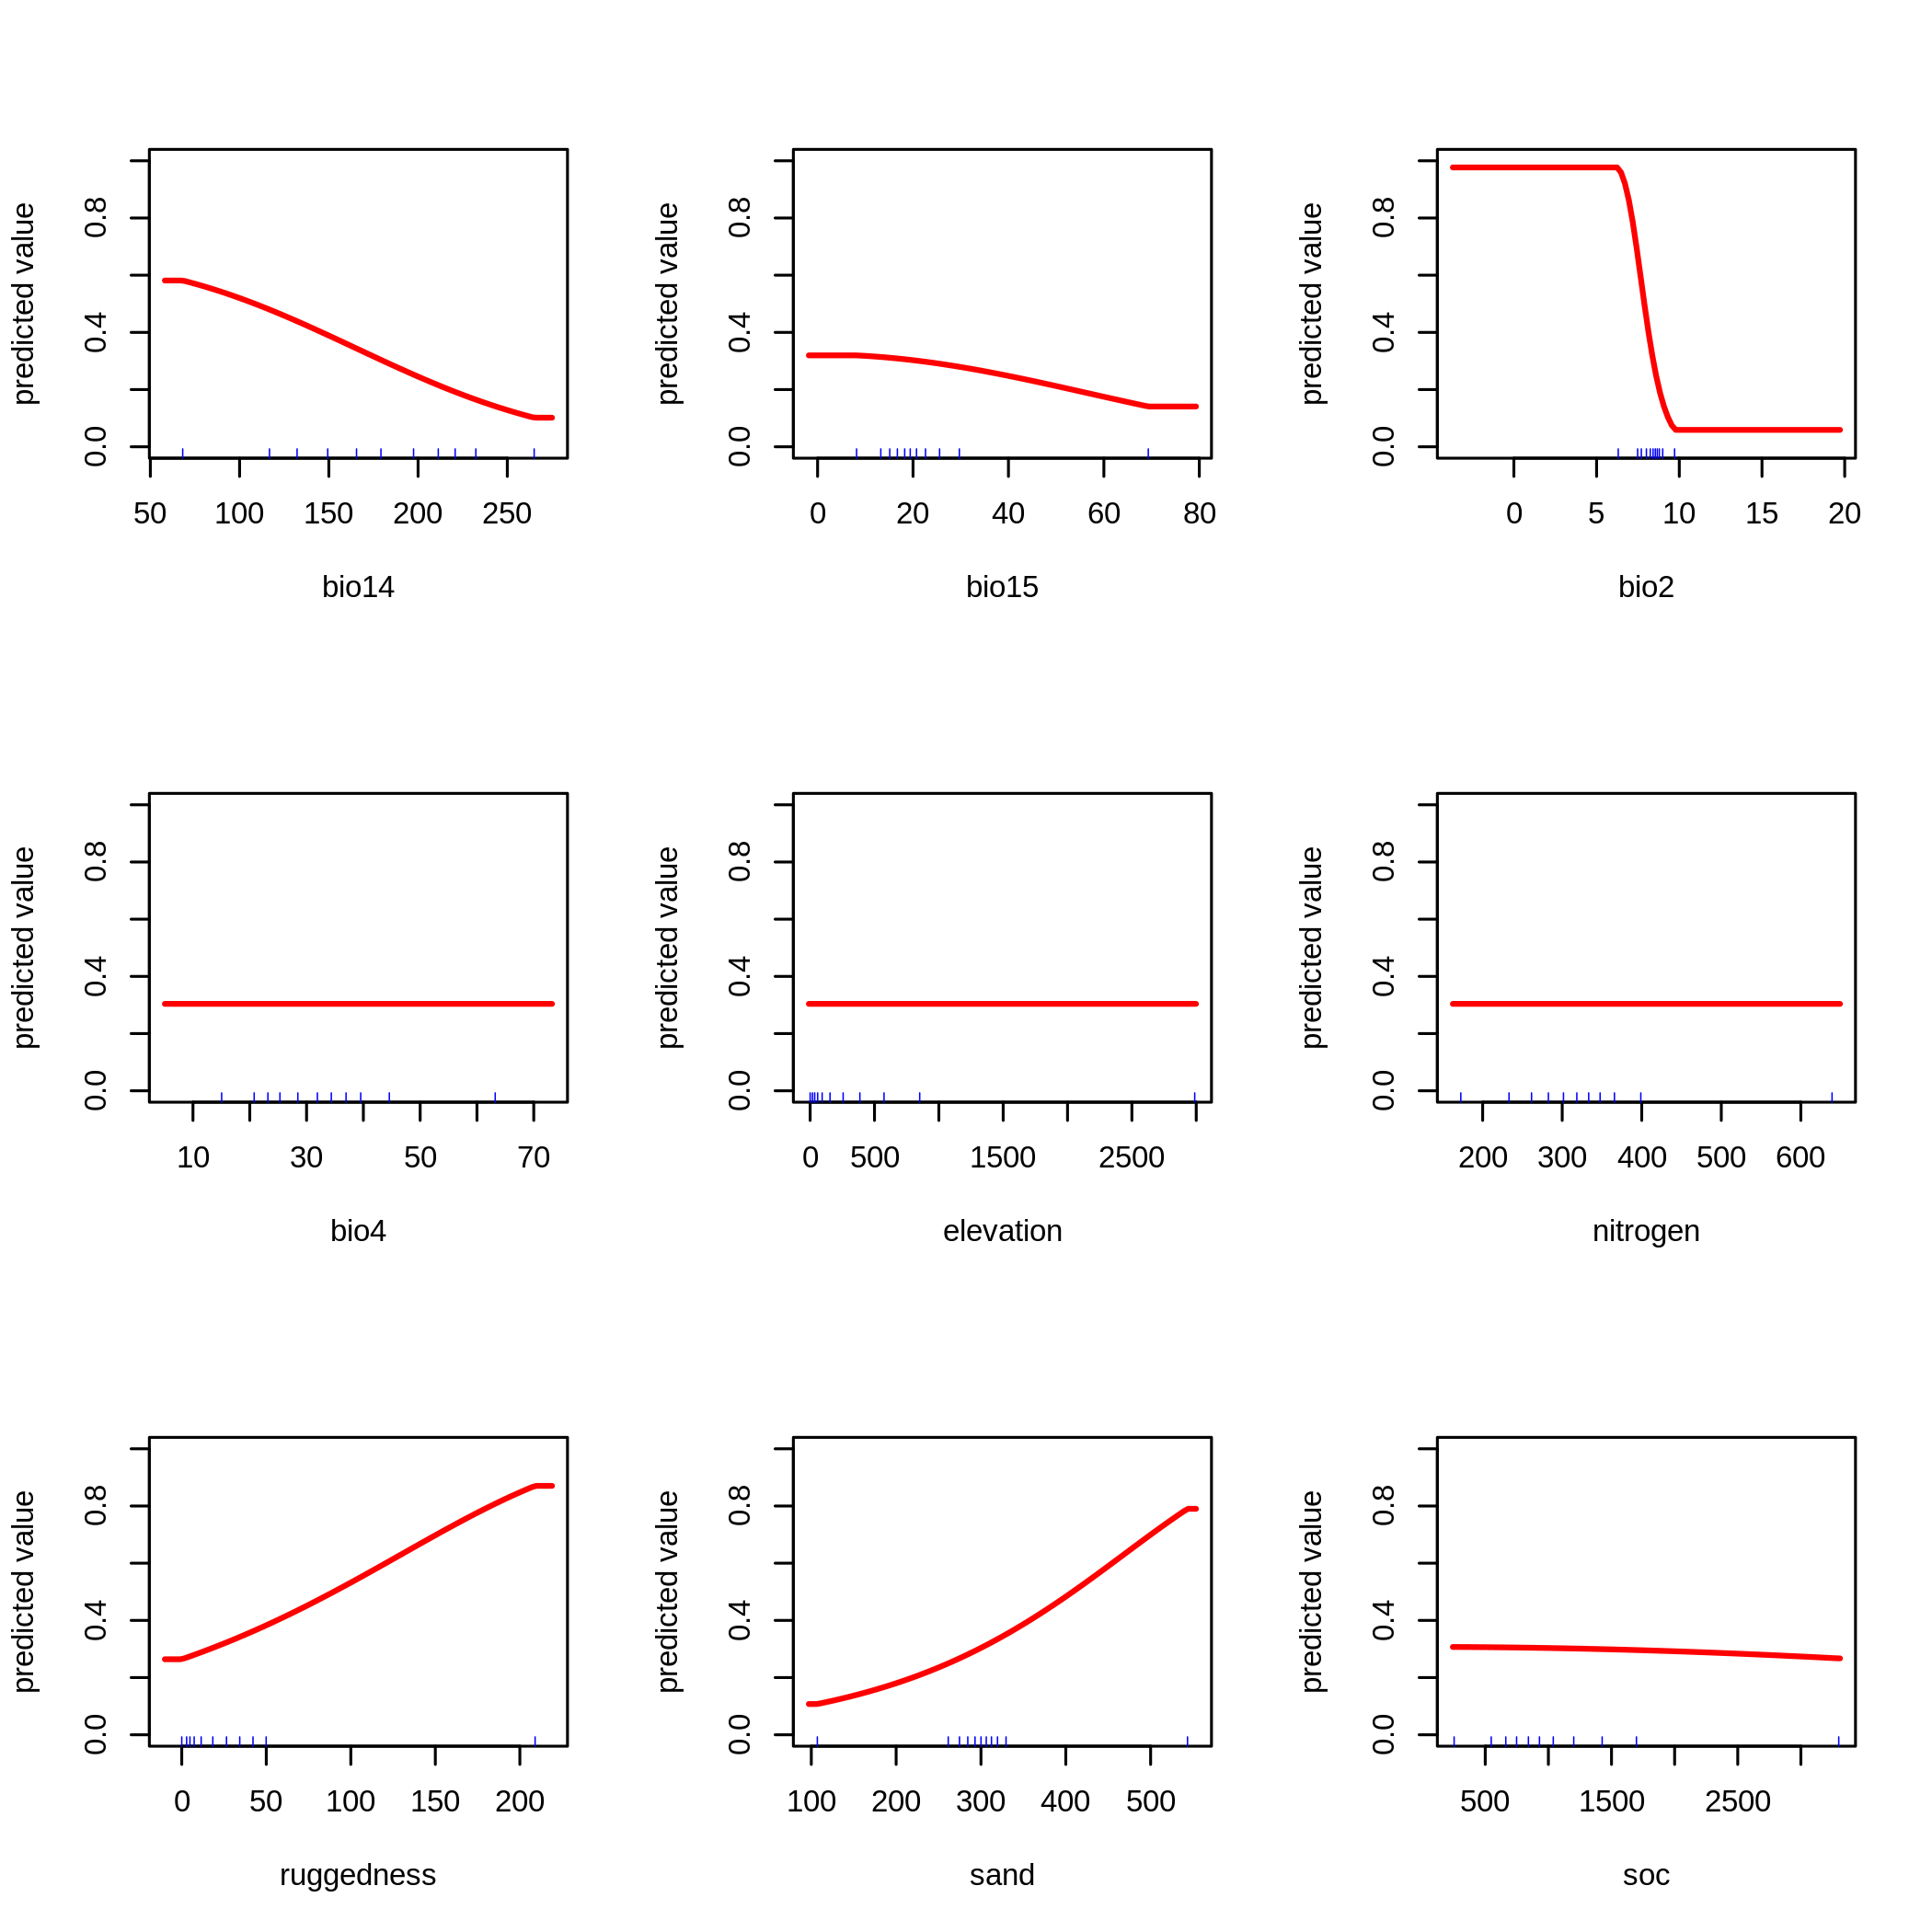 predicted value
0.0 0.4 0.8
50 100 150 200 250
bio14
predicted value
0.0 0.4 0.8
0 20 40 60 80
bio15
predicted value
0.0 0.4 0.8
0 5 10 15 20
bio2
predicted value
0.0 0.4 0.8
10 30 50 70
bio4
predicted value
0.0 0.4 0.8
0 500 1500 2500
elevation
predicted value
0.0 0.4 0.8
200 300 400 500 600
nitrogen
predicted value
0.0 0.4 0.8
0 50 100 150 200
ruggedness
predicted value
0.0 0.4 0.8
100 200 300 400 500
sand
predicted value
0.0 0.4 0.8
500 1500 2500
soc